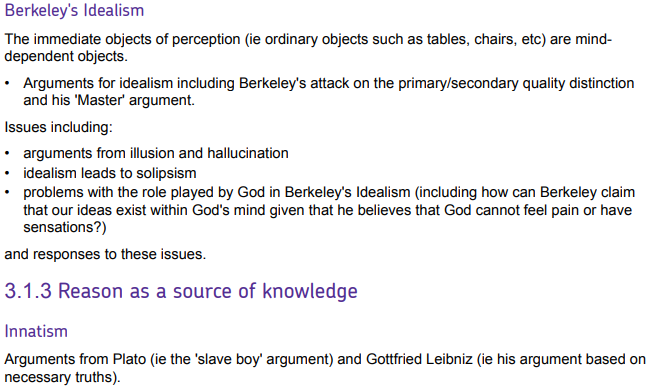 Berkeley's Idealism
The immediate objects of perception (ie ordinary objects such as tables, chairs, etc) are mind-
dependent objects.
• Arguments for idealism including Berkeley's attack on the primary/secondary quality distinction
and his 'Master' argument.
Issues including:
• arguments from illusion and hallucination
• idealism leads to solipsism
• problems with the role played by God in Berkeley's Idealism (including how can Berkeley claim
that our ideas exist within God's mind given that he believes that God cannot feel pain or have
sensations?)
and responses to these issues.
3.1.3 Reason as a source of knowledge
Innatism
Arguments from Plato (ie the 'slave boy' argument) and Gottfried Leibniz (ie his argument based on
necessary truths).